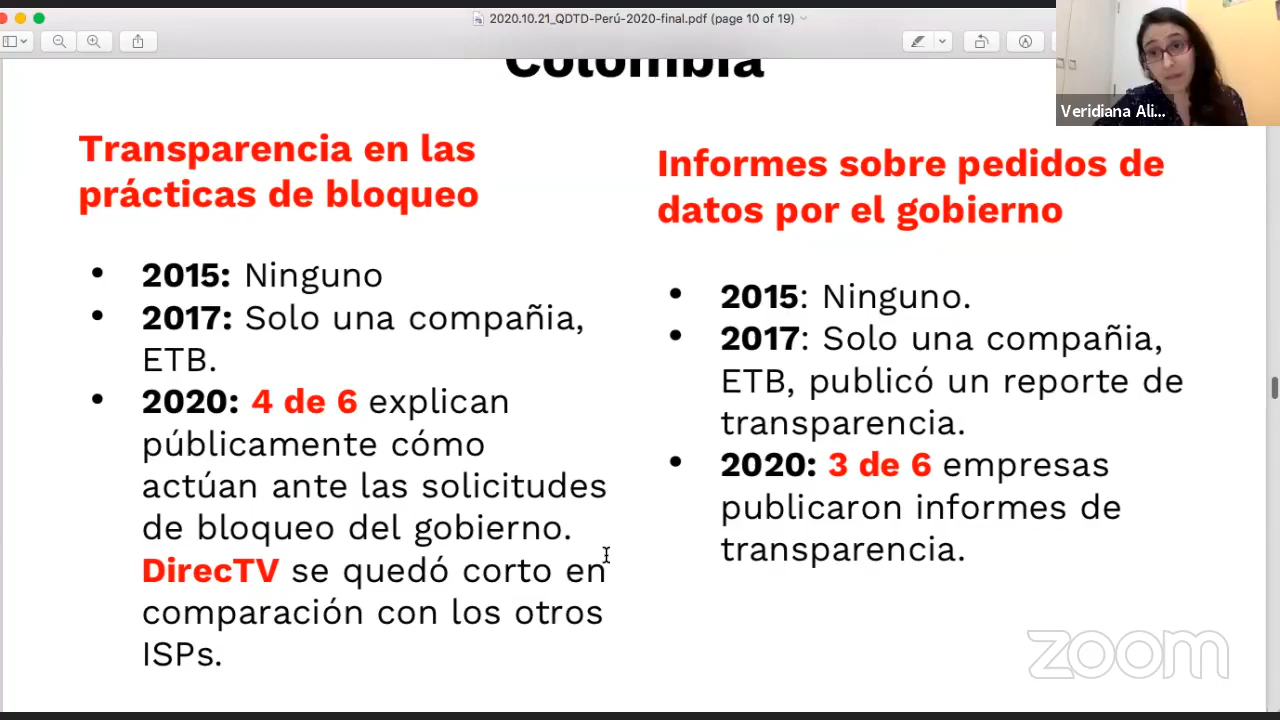 2020.10.21_QDTD-Perú-2020-final.pdf (page 10 of 19)
Colombia
Veridiana Ali...
Transparencia en las
prácticas de bloqueo
• 2015: Ninguno
• 2017: Solo una compañia,
ETB.
• 2020: 4 de 6 explican
públicamente cómo
actúan ante las solicitudes
de bloqueo del gobierno.
DirecTV se quedó corto en
comparación con los otros
ISPs.
Informes sobre pedidos de
datos por el gobierno
• 2015: Ninguno.
• 2017: Solo una compañia,
ETB, publicó un reporte de
transparencia.
• 2020: 3 de 6 empresas
publicaron informes de
transparencia.
zoom